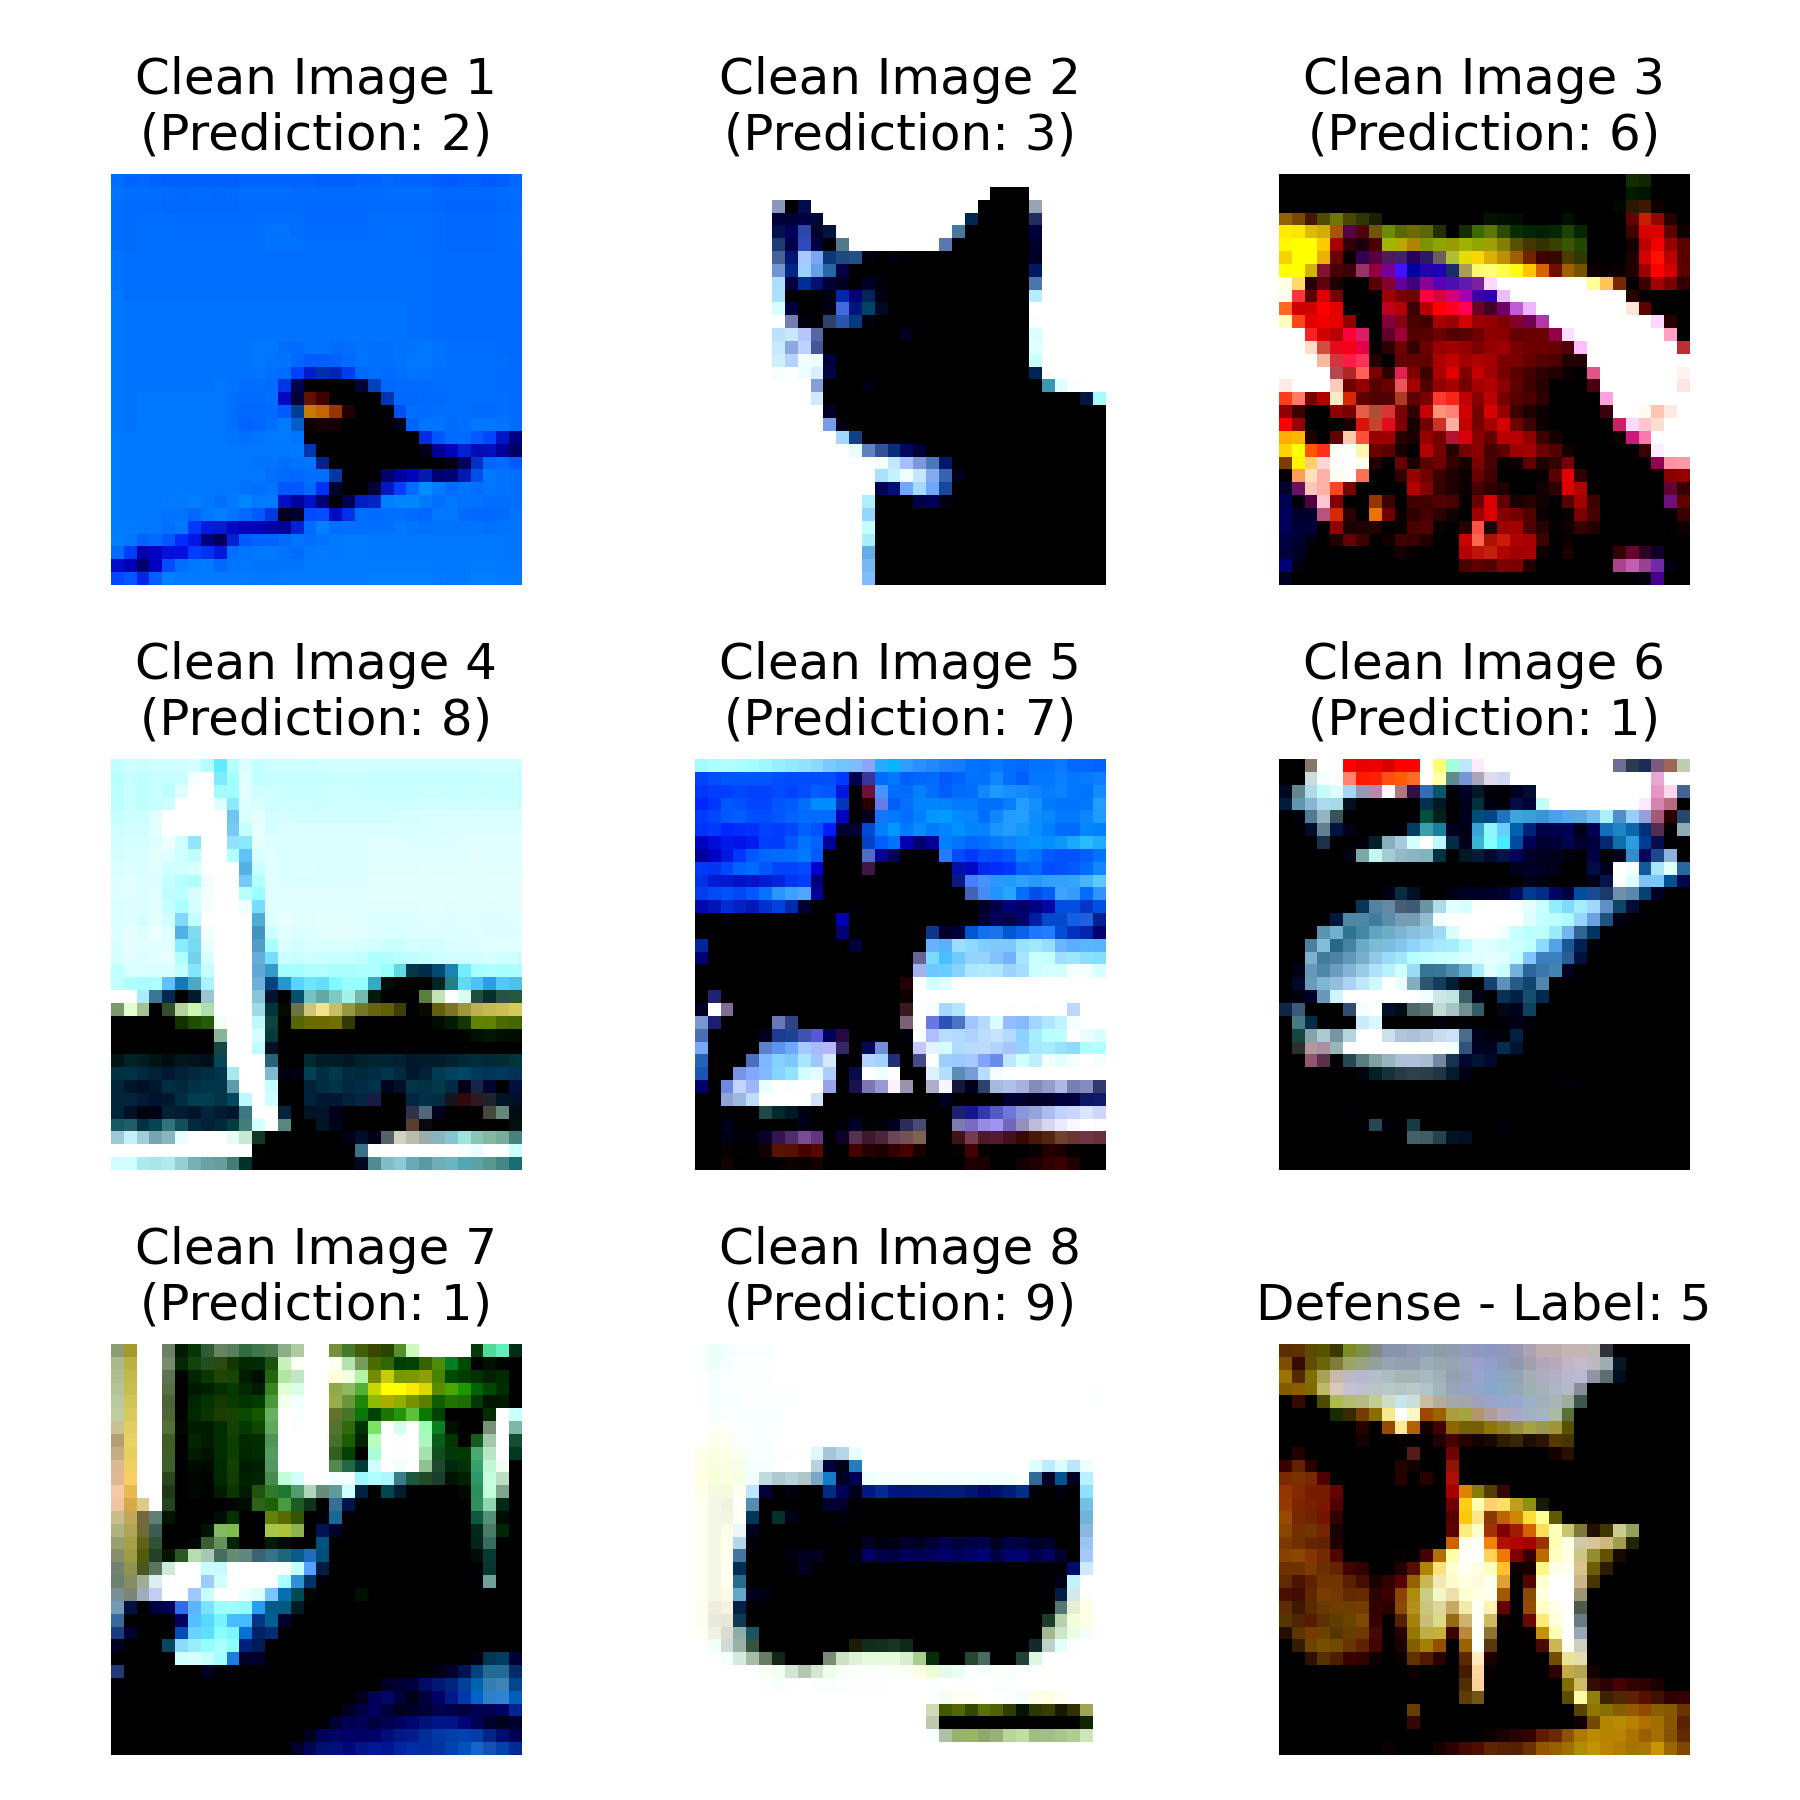 Clean Image 1
(Prediction: 2)
Clean Image 2
(Prediction: 3)
Clean Image 3
(Prediction: 6)
Clean Image 4
(Prediction: 8)
Clean Image 5
(Prediction: 7)
Clean Image 6
(Prediction: 1)
Clean Image 7
(Prediction: 1)
Clean Image 8
(Prediction: 9)
Defense - Label: 5